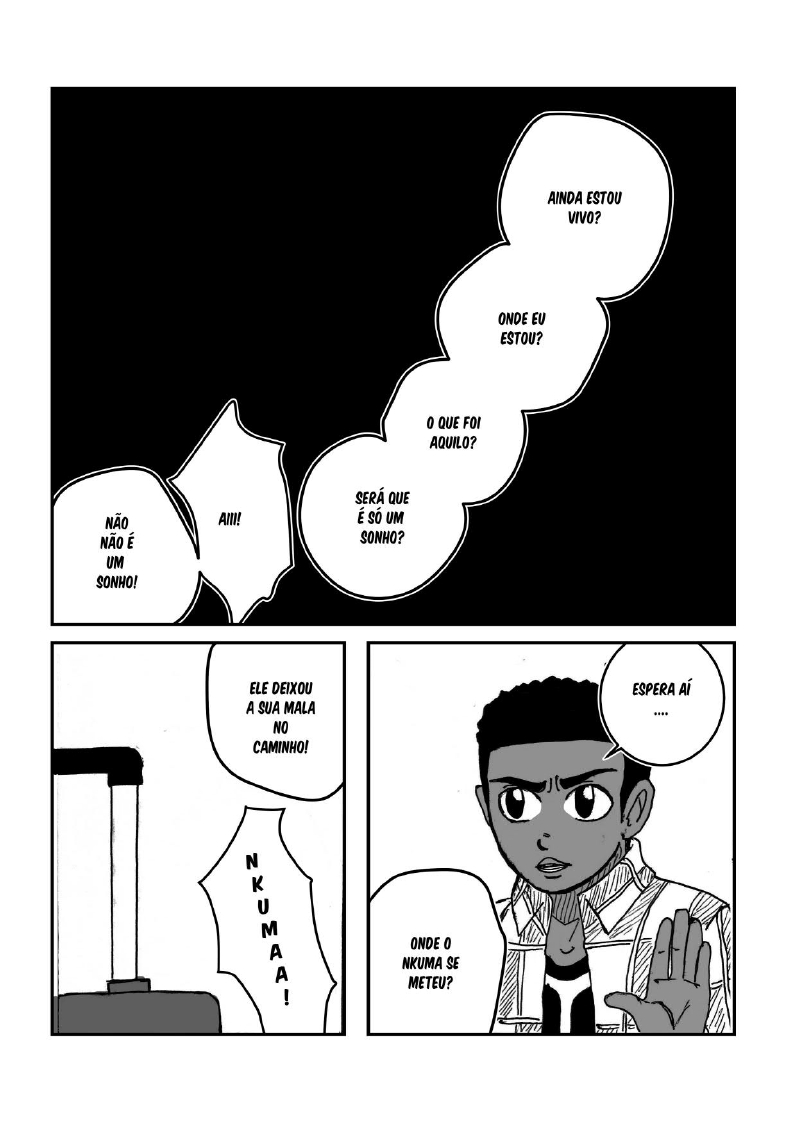 AINDA ESTOU
VIVO?
ONDE EU
ESTOU?
O QUE FOI
AQUILO?
SERÁ QUE
É SÓ UM
SONHO?
AIII!
NÃO
NÃO É
UM
SONHO!
ESPERA AÍ
....
ONDE O
NKUMA SE
METEU?
ELE DEIXOU
A SUA MALA
NO
CAMINHO!
NKUMAA!